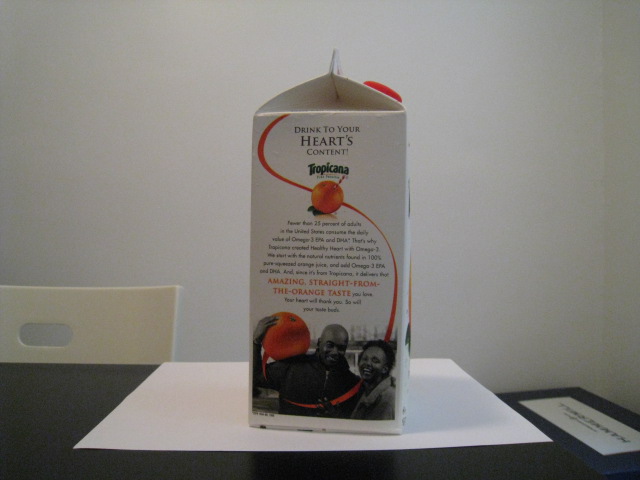 DRINK TO YOUR
HEART'S
CONTENT!
Tropicana
Fewer than 25 percent of adults
in the United States consume the daily
value of Omega-3 EPA and DHA* That's why
Tropicana created Healthy Heart with Omega-3.
We start with the natural nutrients found in 100%
pure-squeezed orange juice, and add Omega-3 EPA
and DHA. And, since it's from Tropicana, it delivers that
AMAZING, STRAIGHT-FROM-
THE-ORANGE TASTE you love.
Your heart will thank you. So will
your taste buds.